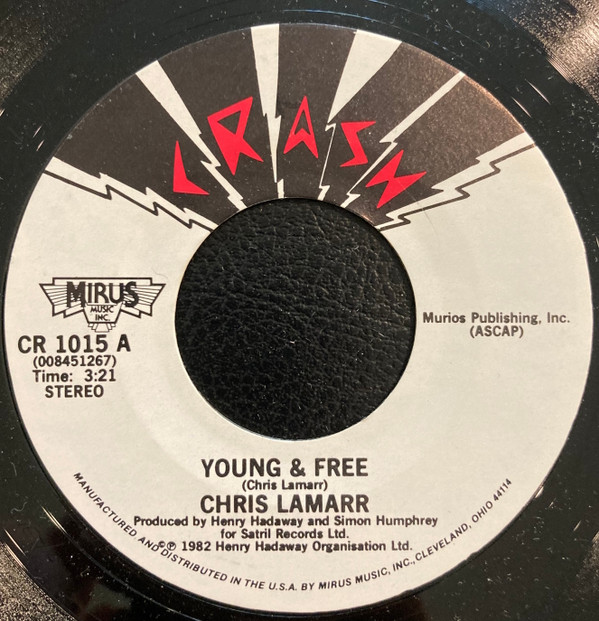 CRASH
MIRUS
MUSIC
INC.
CR 1015 A
(008451267)
Time: 3:21
STEREO
Murios Publishing, Inc.
(ASCAP)
YOUNG & FREE
(Chris Lamarr)
CHRIS LAMARR
Produced by Henry Hadaway and Simon Humphrey
for Satril Records Ltd.
©℗ 1982 Henry Hadaway Organisation Ltd.
MANUFACTURED AND DISTRIBUTED IN THE U.S.A. BY MIRUS MUSIC, INC., CLEVELAND, OHIO 44114